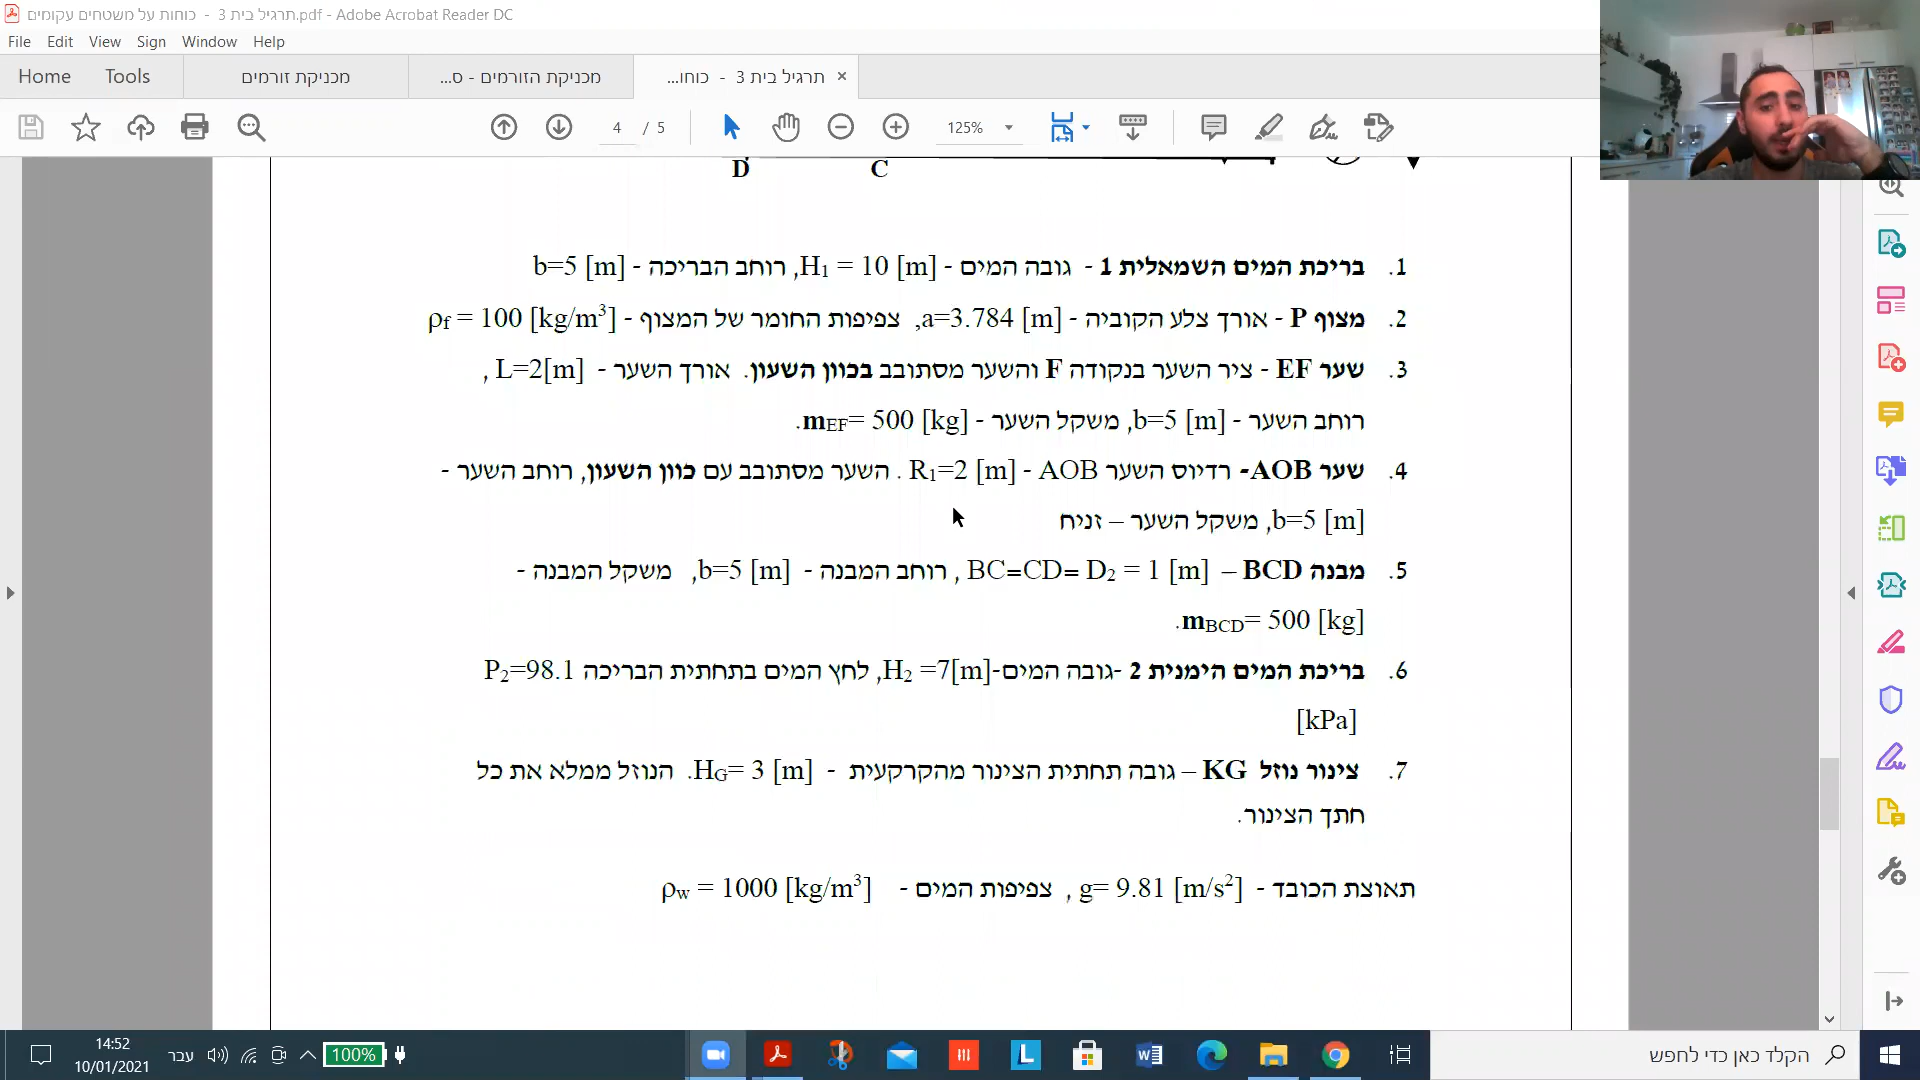 תרגיל בית 3 - כוחות על משטחים עקומים.pdf - Adobe Acrobat Reader DC
File Edit View Sign Window Help
Home Tools מכניקת זורמים מכניקת הזורמים - ס... תרגיל בית 3 - כוחו... ×
4 / 5 125%
D C
1. בריכת המים השמאלית 1 - גובה המים - H₁ = 10 [m], רוחב הבריכה - b=5 [m]
2. מצוף P - אורך צלע הקוביה - a=3.784 [m], צפיפות החומר של המצוף - ρf = 100 [kg/m³]
3. שער EF - ציר השער בנקודה F והשער מסתובב בכוון השעון. אורך השער - L=2[m] ,
רוחב השער - b=5 [m], משקל השער - mEF= 500 [kg].
4. שער AOB- רדיוס השער AOB - R₁=2 [m] . השער מסתובב עם כוון השעון, רוחב השער -
b=5 [m], משקל השער – זניח
5. מבנה BCD – BC=CD= D₂ = 1 [m] , רוחב המבנה - b=5 [m], משקל המבנה -
mBCD= 500 [kg].
6. בריכת המים הימנית 2 -גובה המים-H₂ =7[m], לחץ המים בתחתית הבריכה P₂=98.1
[kPa]
7. צינור נוזל KG – גובה תחתית הצינור מהקרקעית - HG= 3 [m]. הנוזל ממלא את כל
חתך הצינור.
תאוצת הכובד - g= 9.81 [m/s²] , צפיפות המים - ρw = 1000 [kg/m³]
14:52
10/01/2021
עבר
100%
הקלד כאן כדי לחפש